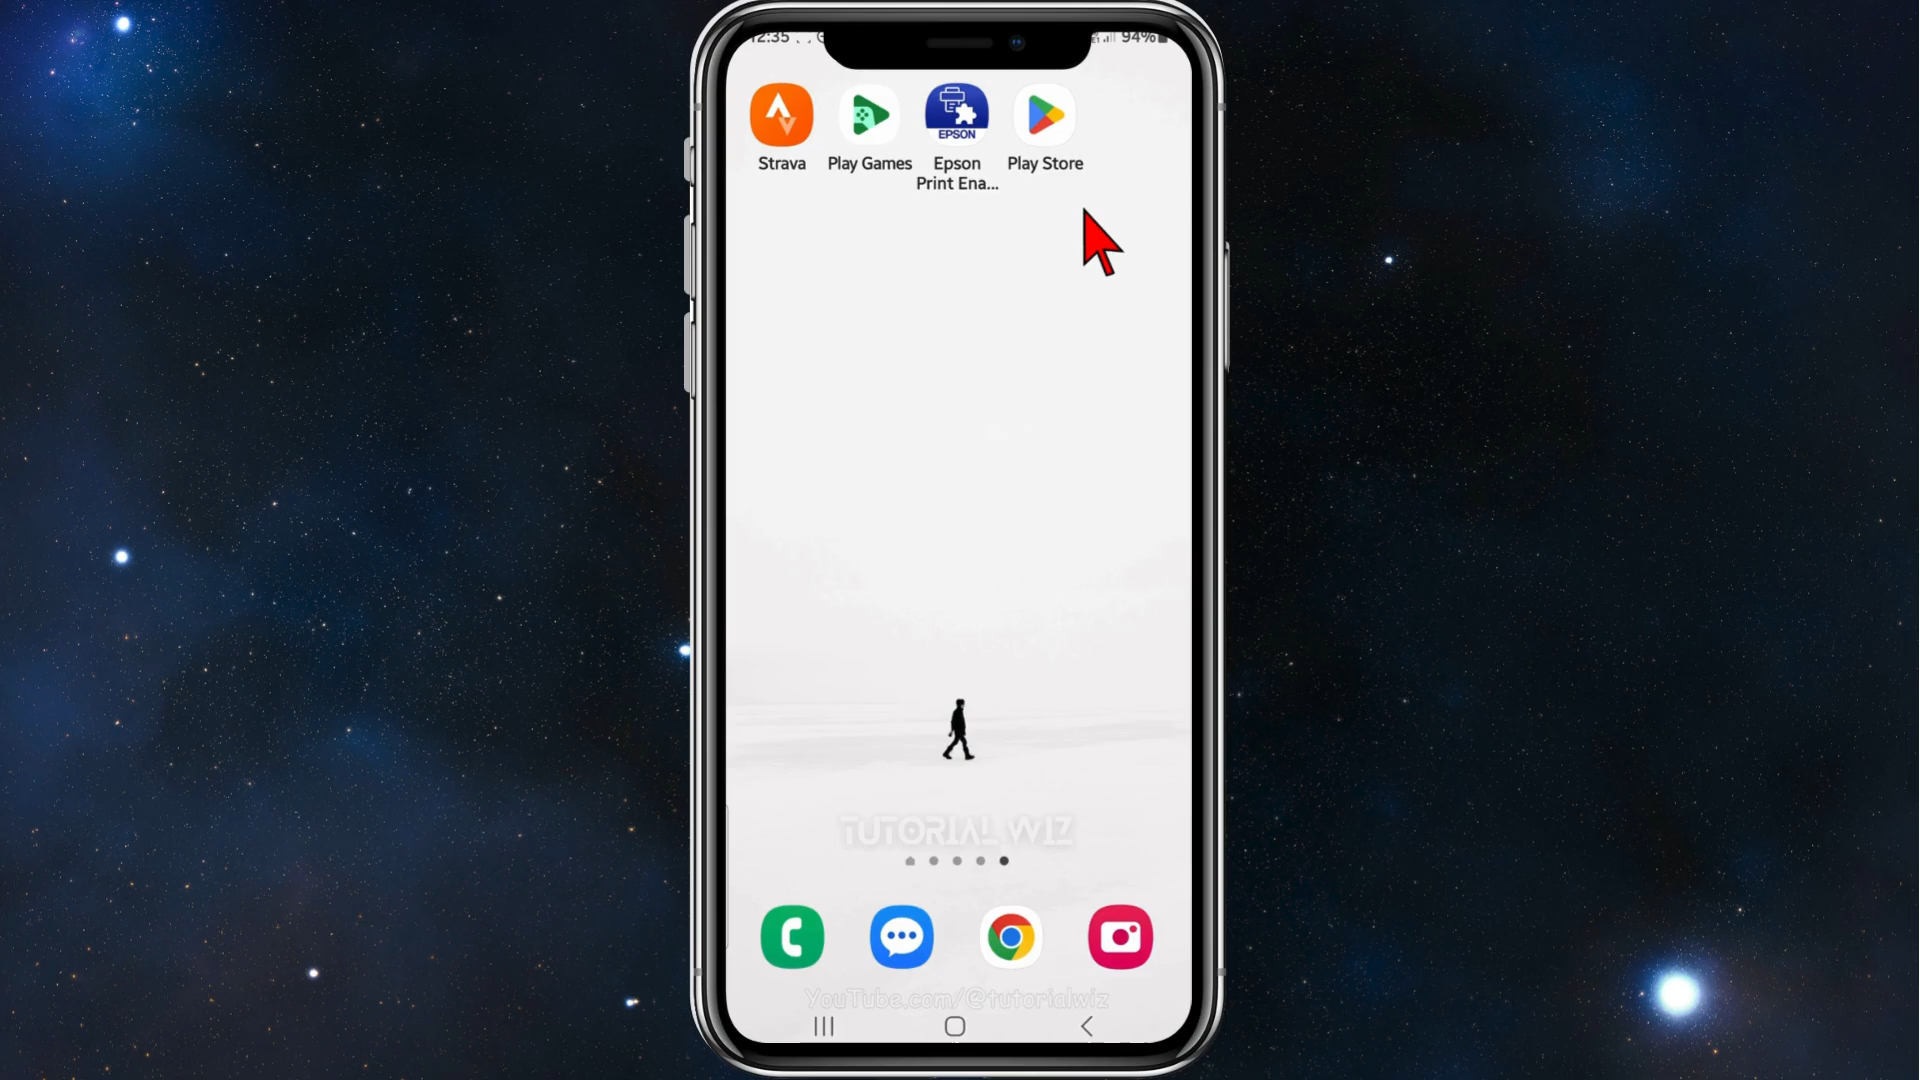 12:35
94%
Strava
Play Games
EPSON
Epson
Print Ena...
Play Store
TUTORIAL WIZ
YouTube.com/@tutorialwiz